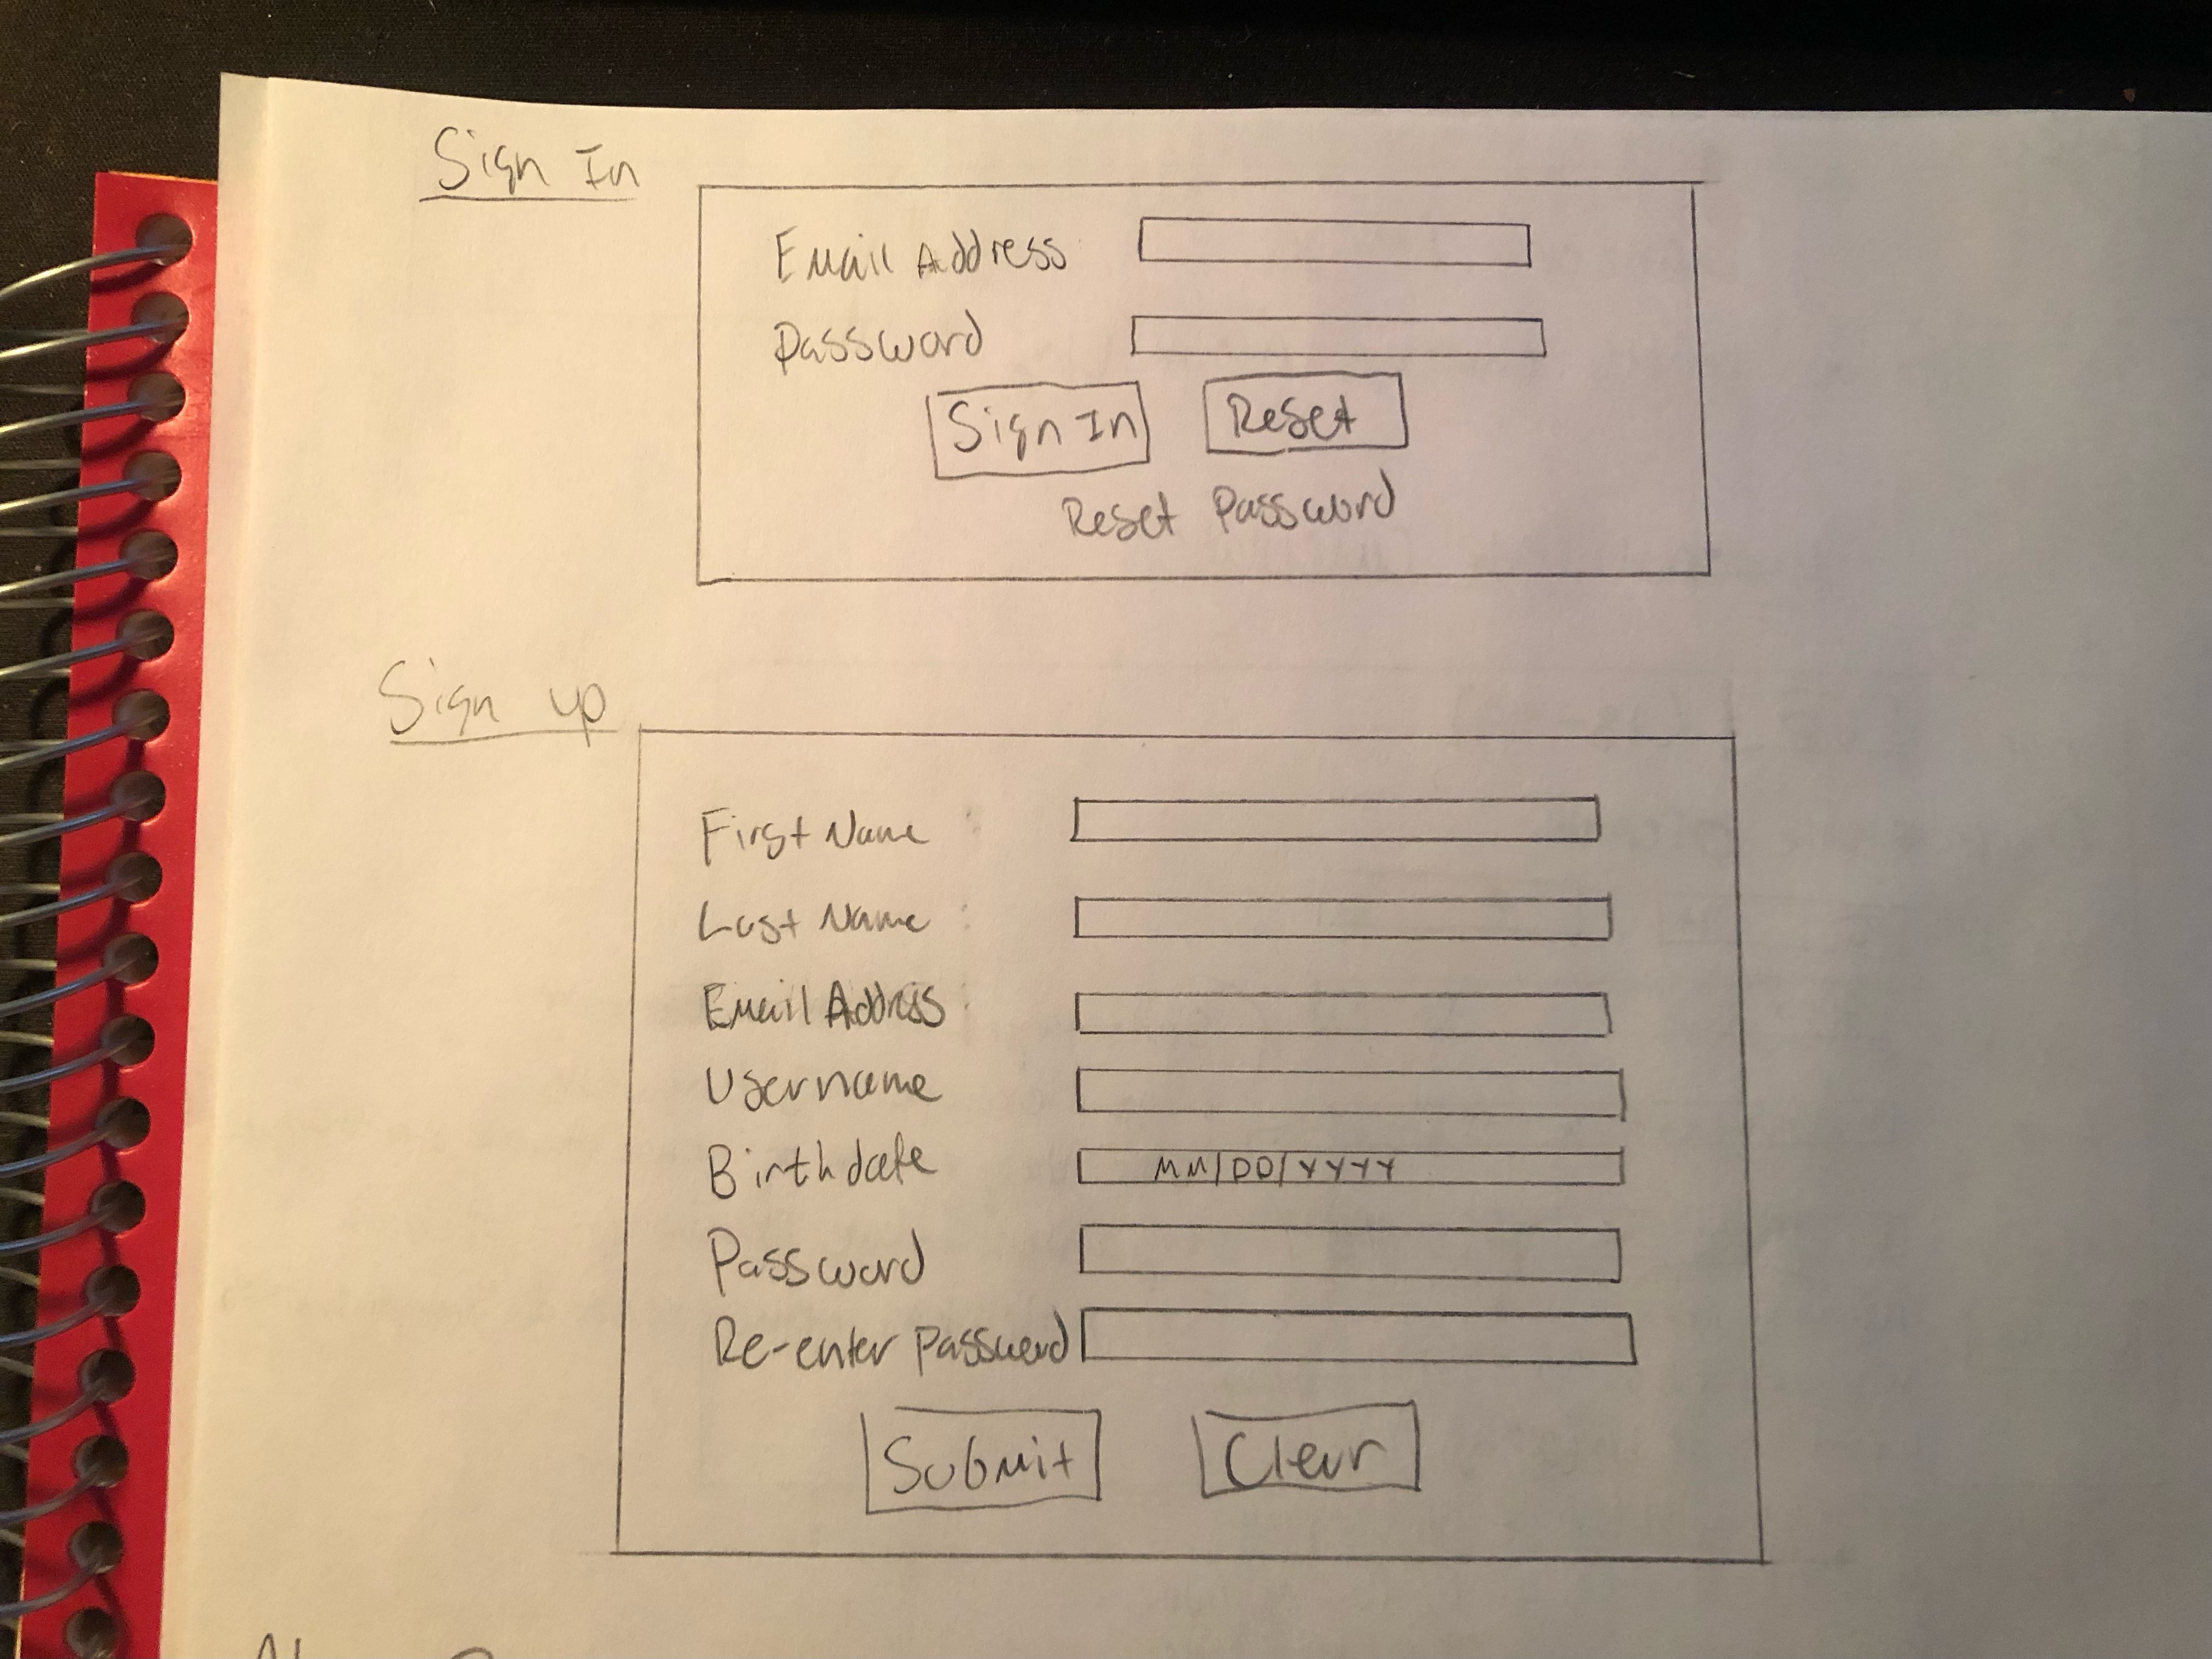 Sign In
Email Address
Password
Sign In Reset
Reset Password
Sign up
First Name :
Last Name :
Email Address :
Username
Birthdate MM/DD/YYYY
Password
Re-enter Password
Submit Clear